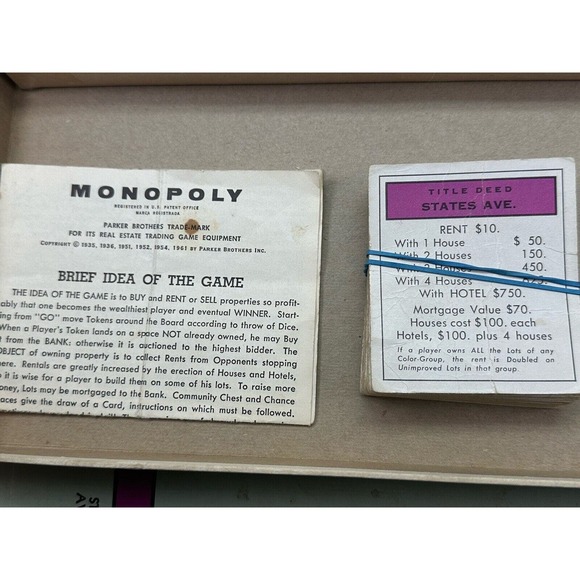 MONOPOLY
REGISTERED IN U.S. PATENT OFFICE
MARCA REGISTRADA
PARKER BROTHERS TRADE-MARK
FOR ITS REAL ESTATE TRADING GAME EQUIPMENT
COPYRIGHT © 1935, 1936, 1951, 1952, 1954, 1961 BY PARKER BROTHERS INC.
BRIEF IDEA OF THE GAME
THE IDEA OF THE GAME is to BUY and RENT or SELL properties so profit-
ably that one becomes the wealthiest player and eventual WINNER. Start-
ing from "GO" move Tokens around the Board according to throw of Dice.
When a Player's Token lands on a space NOT already owned, he may Buy
it from the BANK: otherwise it is auctioned to the highest bidder. The
OBJECT of owning property is to collect Rents from Opponents stopping
here. Rentals are greatly increased by the erection of Houses and Hotels,
o it is wise for a player to build them on some of his lots. To raise more
oney, Lots may be mortgaged to the Bank. Community Chest and Chance
aces give the draw of a Card, instructions on which must be followed.
TITLE DEED
STATES AVE.
RENT $10.
With 1 House $ 50.
With 2 Houses 150.
With 3 Houses 450.
With 4 Houses
With HOTEL $750.
Mortgage Value $70.
Houses cost $100. each
Hotels, $100. plus 4 houses
If a player owns ALL the Lots of any
Color-Group, the rent is Doubled on
Unimproved Lots in that group.